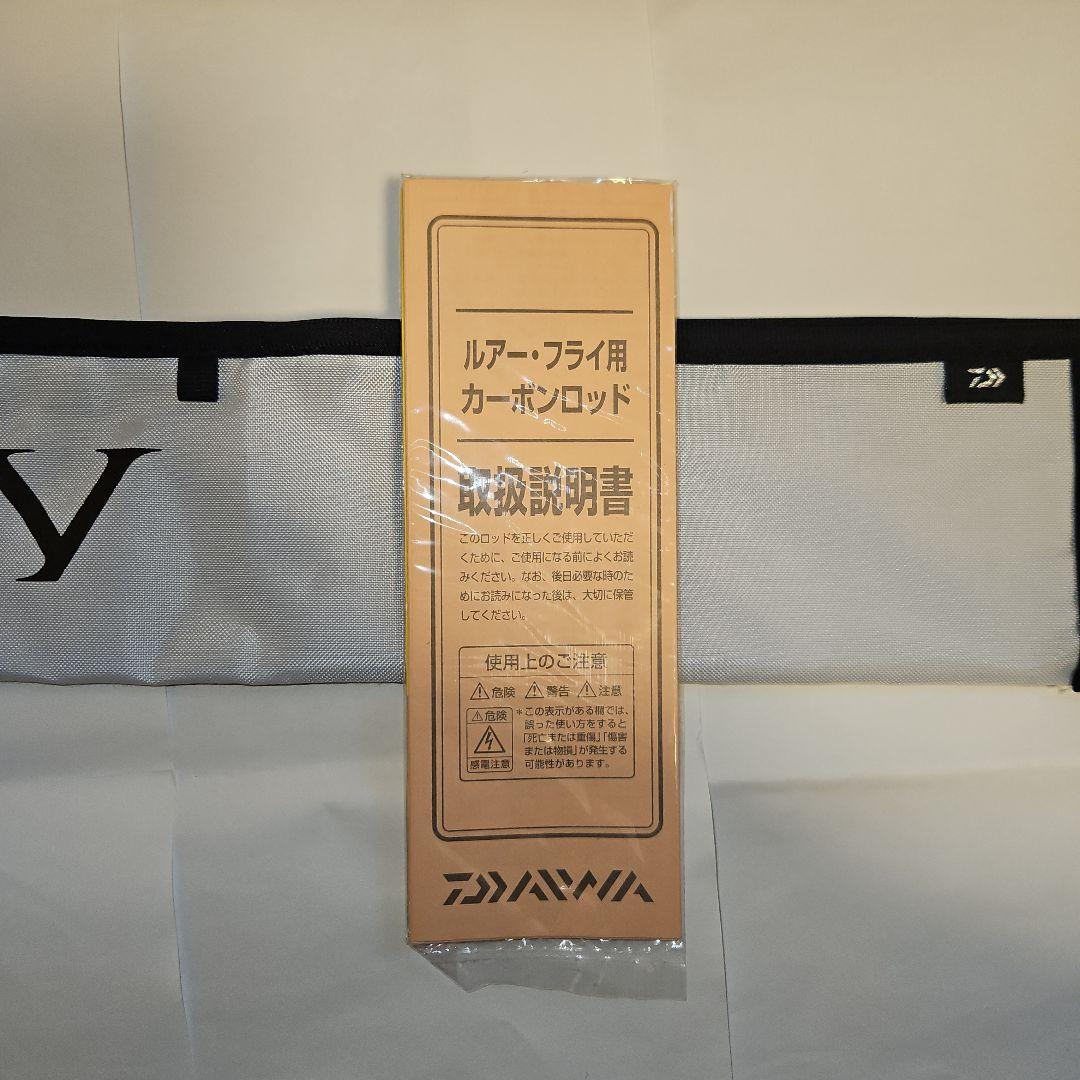 y
ルアー・フライ用
カーボンロッド
取扱説明書
このロッドを正しくご使用していただ
くために、ご使用になる前によくお読
みください。なお、後日必要な時のた
めにお読みになった後は、大切に保管
してください。
使用上のご注意
⚠危険 ⚠警告 ⚠注意
⚠危険
感電注意
*この表示がある欄では、
誤った使い方をすると
「死亡または重傷」「傷害
または物損」が発生する
可能性があります。
DAIWA